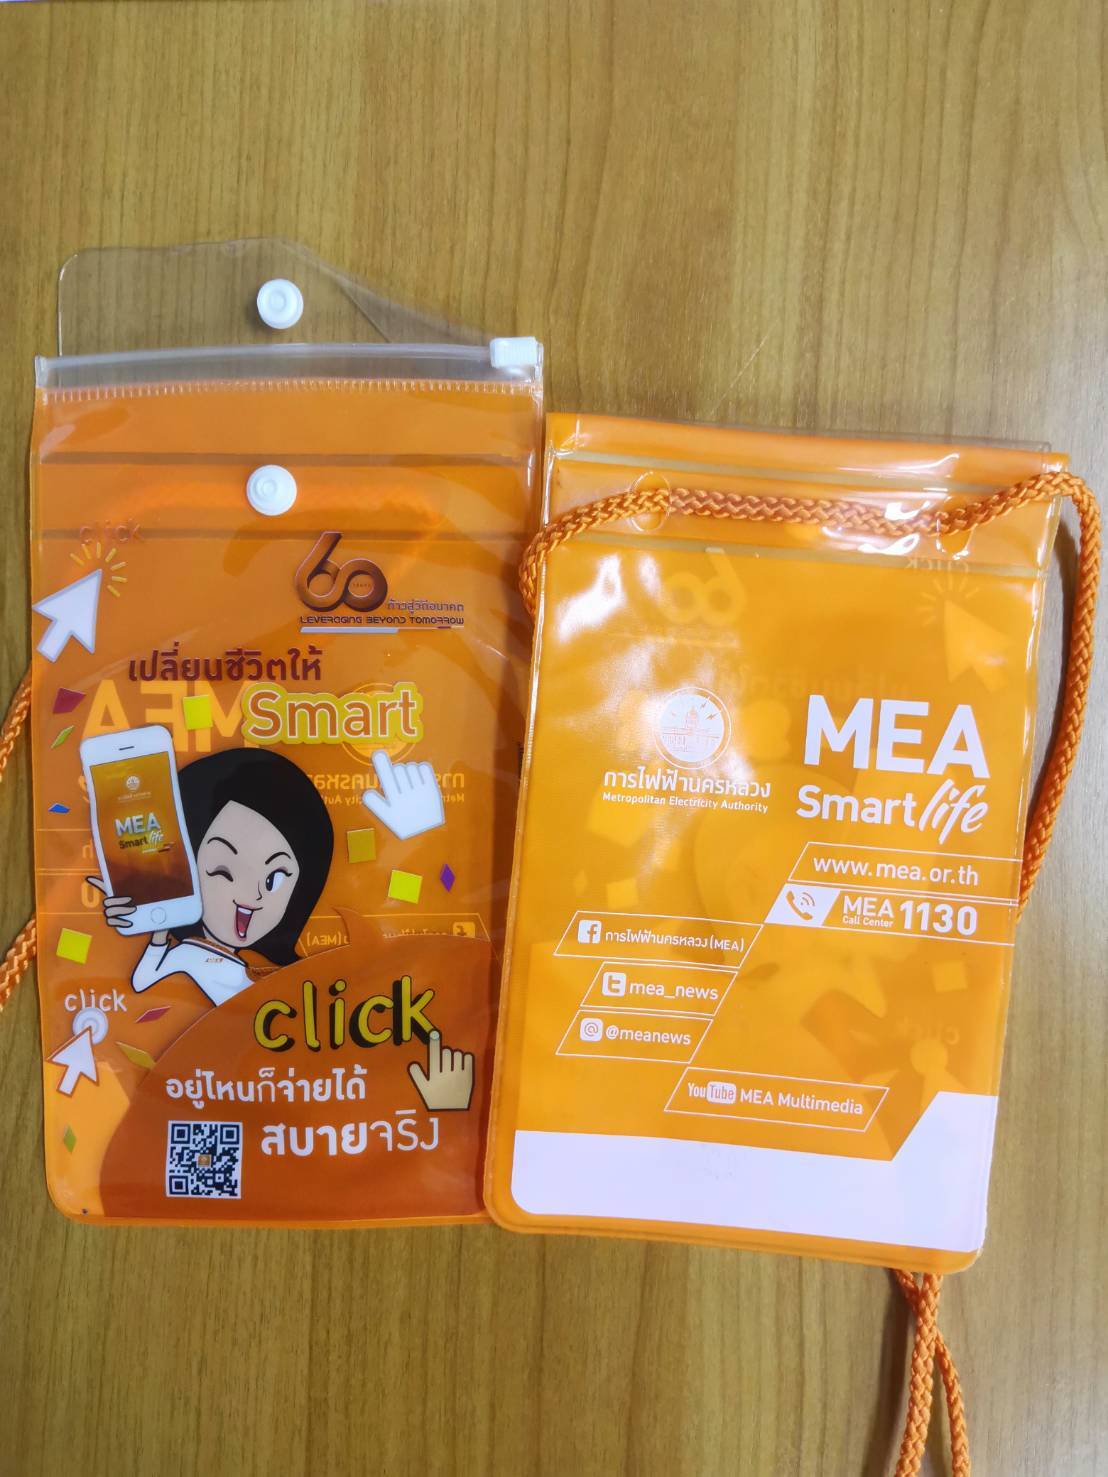 click
60
YEARS
ก้าวสู่วิถีอนาคต
LEVERAGING BEYOND TOMORROW
เปลี่ยนชีวิตให้
Smart
MEA
Smart life
click
click
อยู่ไหนก็จ่ายได้
สบายจริง
การไฟฟ้านครหลวง
Metropolitan Electricity Authority
MEA
Smart life
www.mea.or.th
MEA
Call Center
1130
การไฟฟ้านครหลวง (MEA)
mea_news
@meanews
YouTube MEA Multimedia